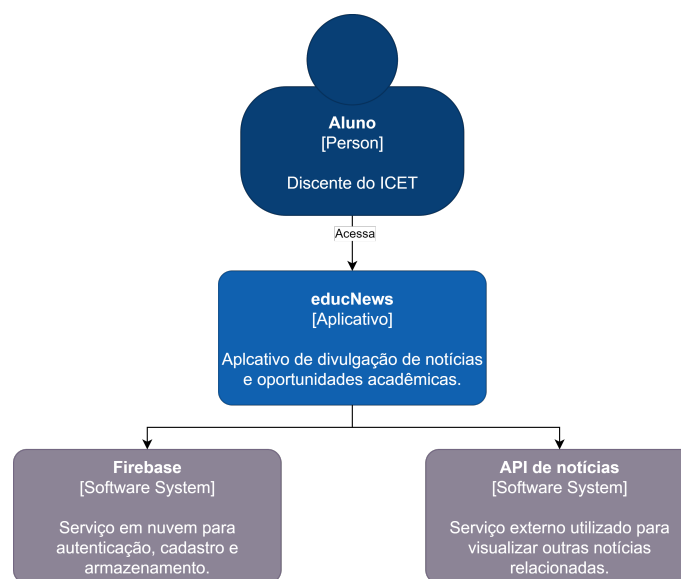 Aluno
[Person]
Discente do ICET
Acessa
educNews
[Aplicativo]
Aplcativo de divulgação de notícias
e oportunidades acadêmicas.
Firebase
[Software System]
Serviço em nuvem para
autenticação, cadastro e
armazenamento.
API de notícias
[Software System]
Serviço externo utilizado para
visualizar outras notícias
relacionadas.